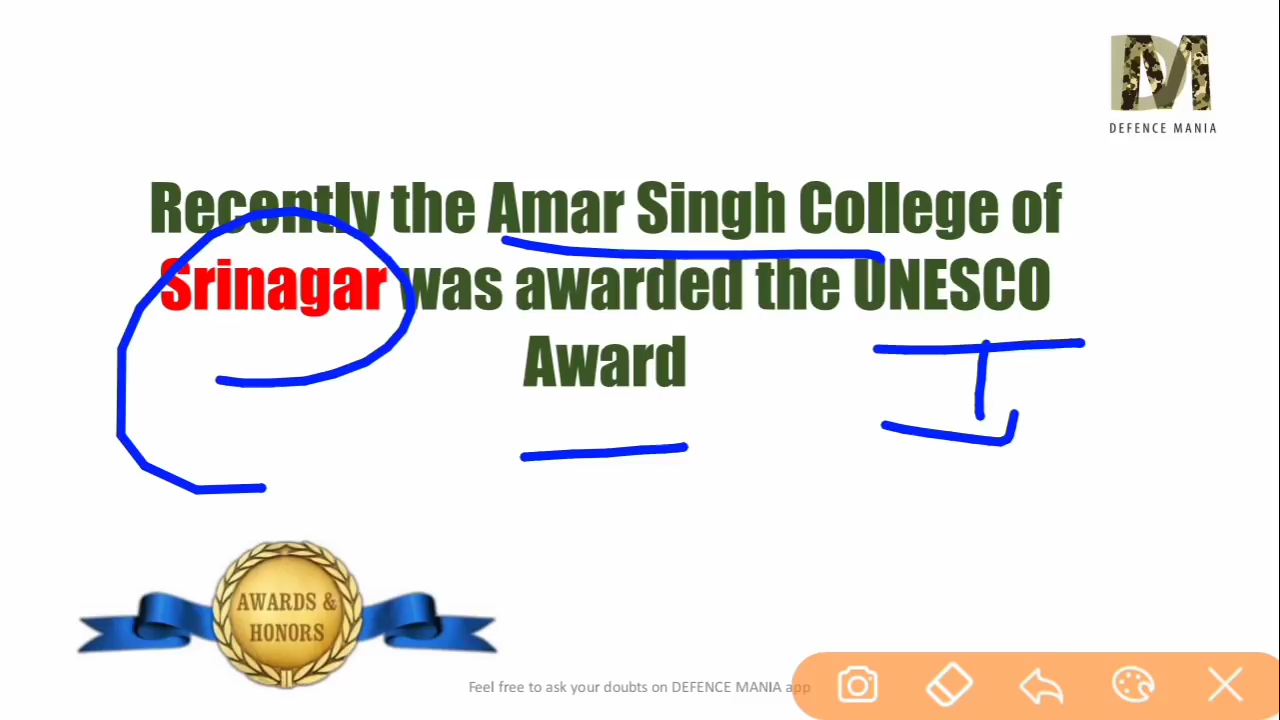 DM
DEFENCE MANIA
Recently the Amar Singh College of
Srinagar was awarded the UNESCO
Award
AWARDS &
HONORS
Feel free to ask your doubts on DEFENCE MANIA app